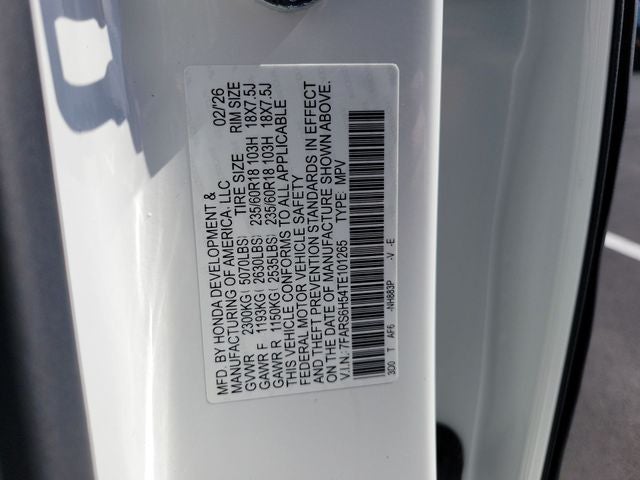 MFD. BY HONDA DEVELOPMENT & 02/'26
MANUFACTURING OF AMERICA, LLC
TIRE SIZE RIM SIZE
GVWR 2300KG( 5070LBS)
GAWR F 1193KG( 2630LBS) 235/60R18 103H 18X7.5J
GAWR R 1150KG( 2535LBS) 235/60R18 103H 18X7.5J
THIS VEHICLE CONFORMS TO ALL APPLICABLE
FEDERAL MOTOR VEHICLE SAFETY
AND THEFT PREVENTION STANDARDS IN EFFECT
ON THE DATE OF MANUFACTURE SHOWN ABOVE.
V.I.N.: 7FARS6H54TE101265 TYPE: MPV
3D0 T AF6 -NH883P -V -E